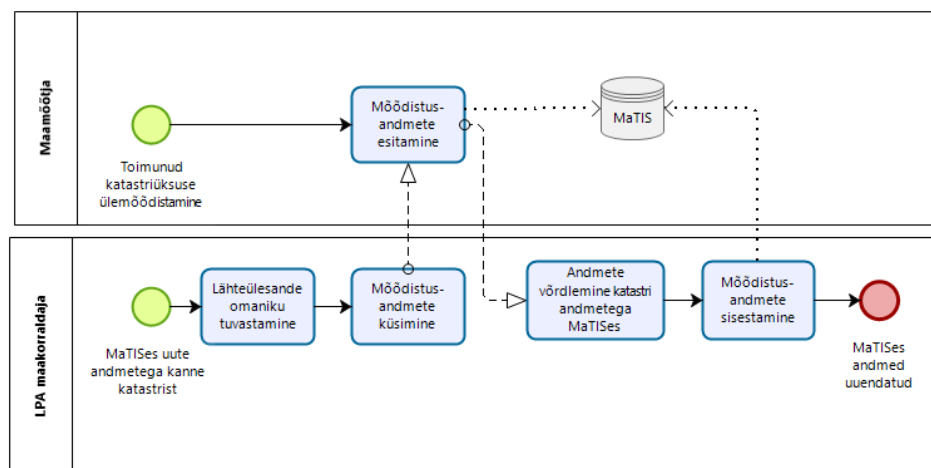 Maamõõtja
Toimunud
katastriüksuse
ülemõõdistamine
Mõõdistus-
andmete
esitamine
MaTIS
LPA maakorraldaja
MaTISes uute
andmetega kanne
katastrist
Lähteülesande
omaniku
tuvastamine
Mõõdistus-
andmete
küsimine
Andmete
võrdlemine katastri
andmetega
MaTISes
Mõõdistus-
andmete
sisestamine
MaTISes
andmed
uuendatud